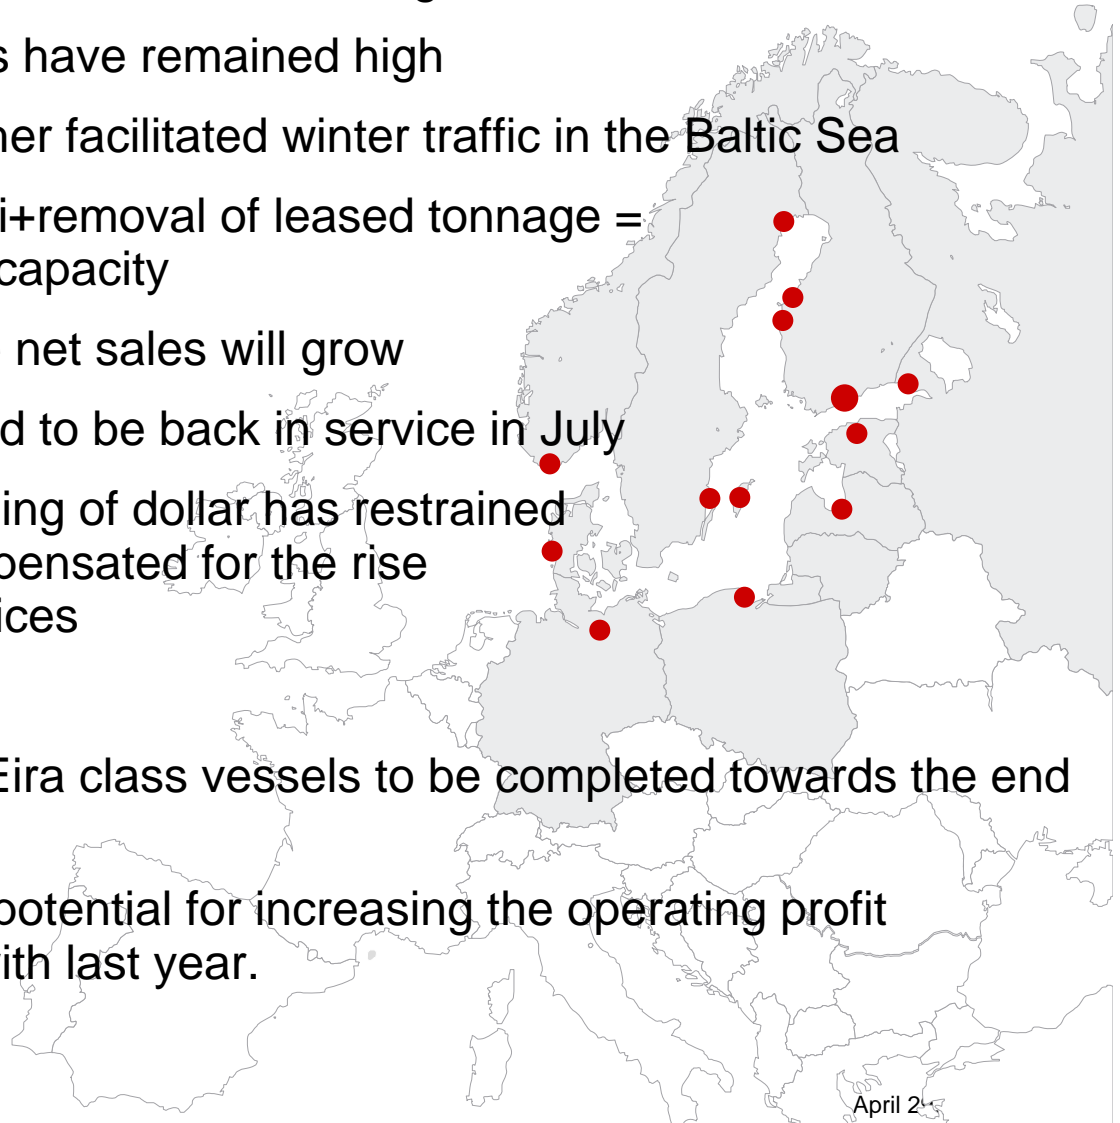 s have remained high
her facilitated winter traffic in the Baltic Sea
i+removal of leased tonnage =
capacity
net sales will grow
d to be back in service in July
ing of dollar has restrained
pensated for the rise
ices
Eira class vessels to be completed towards the end
potential for increasing the operating profit
with last year.
April 2